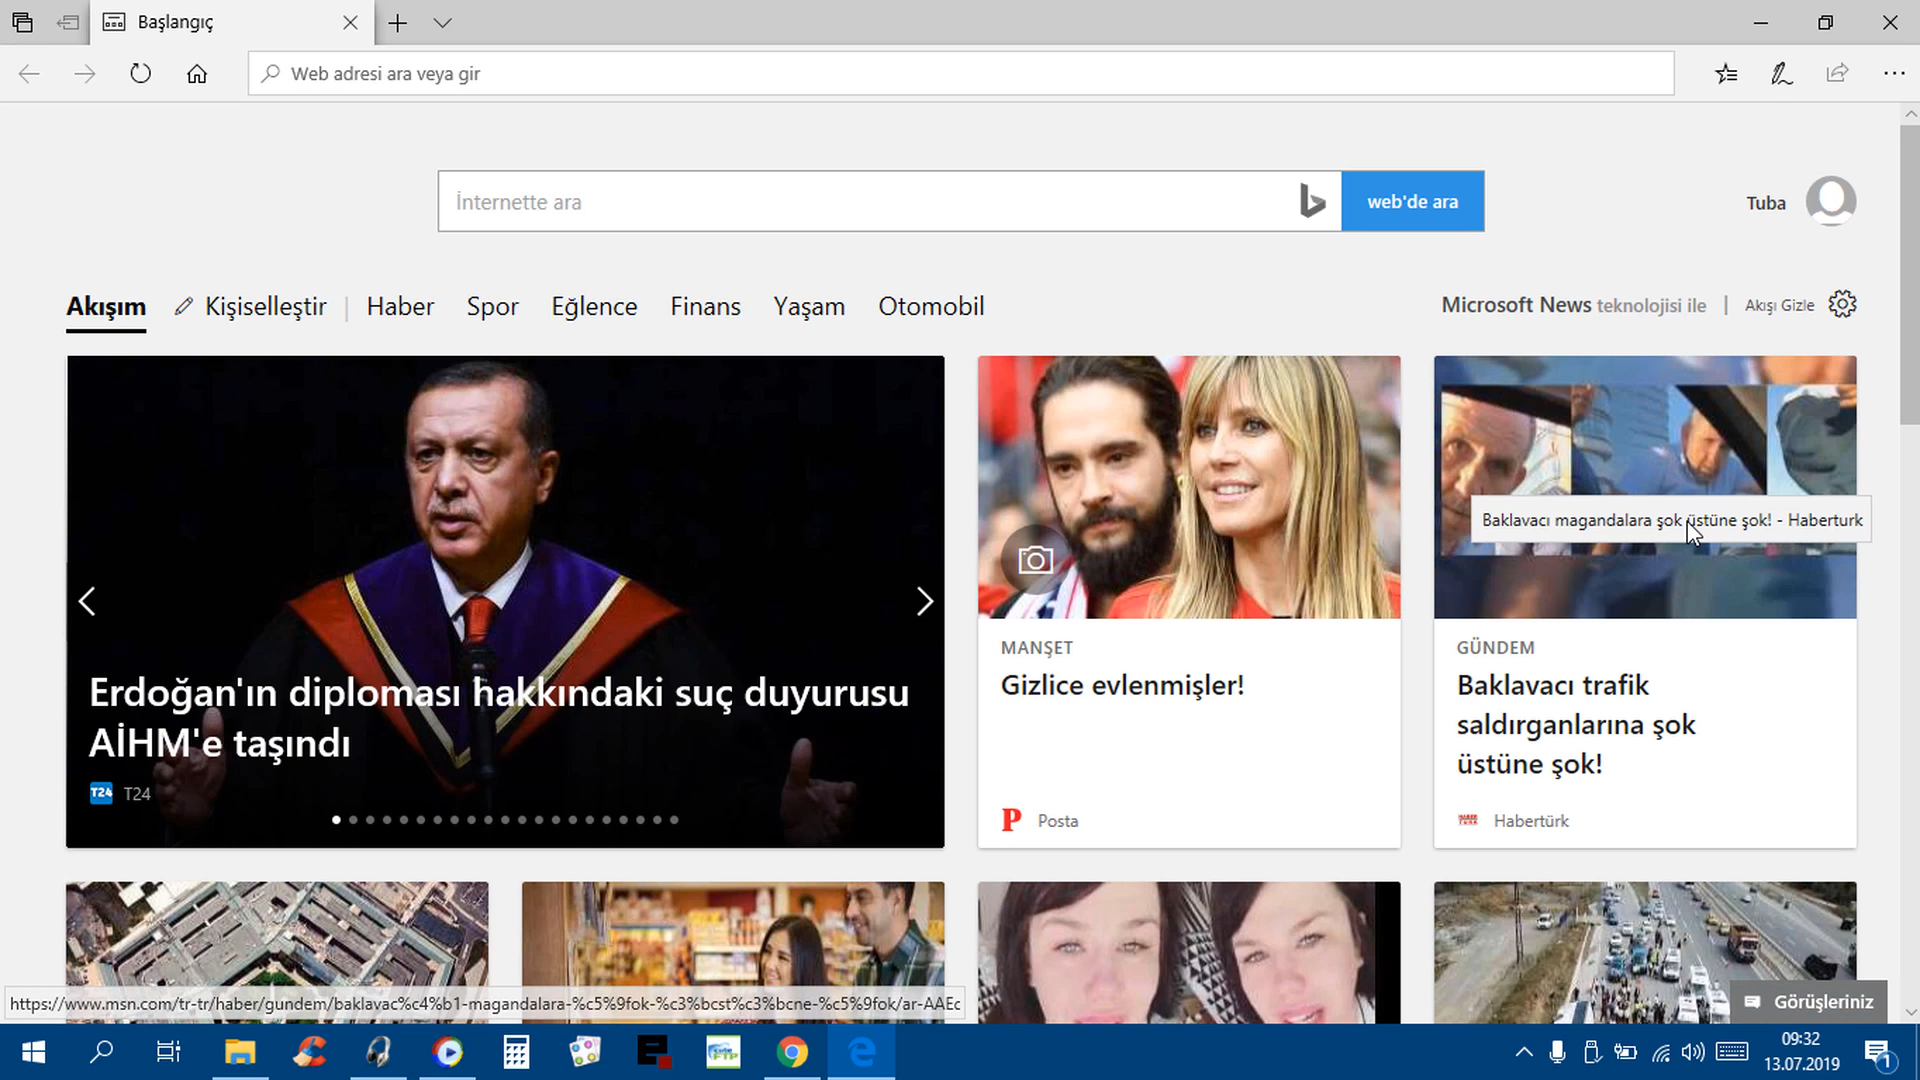 Başlangıç
Web adresi ara veya gir
İnternette ara
web'de ara
Tuba
Akışım
Kişiselleştir
Haber
Spor
Eğlence
Finans
Yaşam
Otomobil
Microsoft News teknolojisi ile
Akışı Gizle
Erdoğan'ın diploması hakkındaki suç duyurusu
AİHM'e taşındı
T24 T24
MANŞET
Gizlice evlenmişler!
P Posta
Baklavacı magandalara şok üstüne şok! - Haberturk
GÜNDEM
Baklavacı trafik
saldırganlarına şok
üstüne şok!
Habertürk
https://www.msn.com/tr-tr/haber/gundem/baklavac%c4%b1-magandalara-%c5%9fok-%c3%bcst%c3%bcne-%c5%9fok/ar-AAEc
Görüşleriniz
FTP
09:32
13.07.2019
1